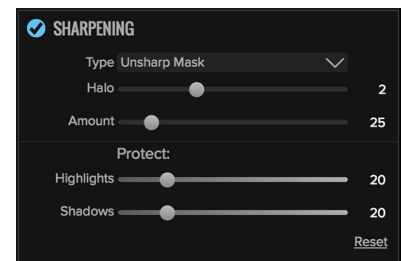 SHARPENING
Type Unsharp Mask
Halo 2
Amount 25
Protect:
Highlights 20
Shadows 20
Reset